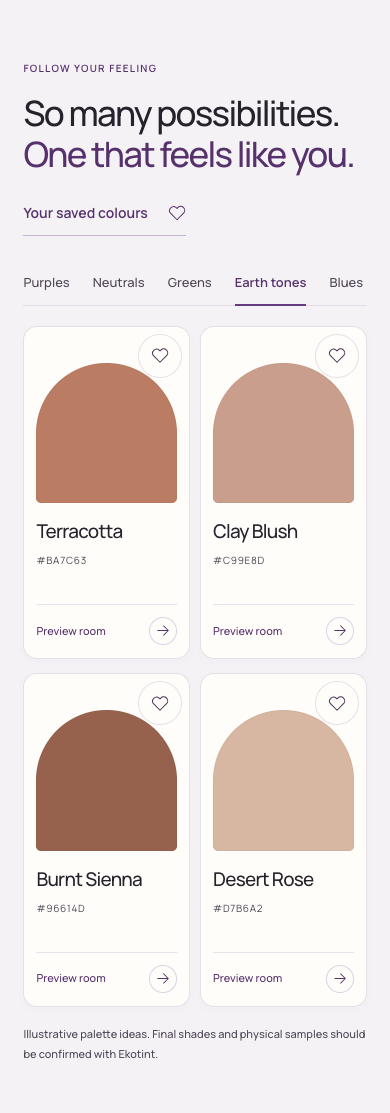 FOLLOW YOUR FEELING
So many possibilities.
One that feels like you.
Your saved colours
Purples Neutrals Greens Earth tones Blues
Terracotta
#BA7C63
Preview room
Clay Blush
#C99E8D
Preview room
Burnt Sienna
#96614D
Preview room
Desert Rose
#D7B6A2
Preview room
Illustrative palette ideas. Final shades and physical samples should
be confirmed with Ekotint.